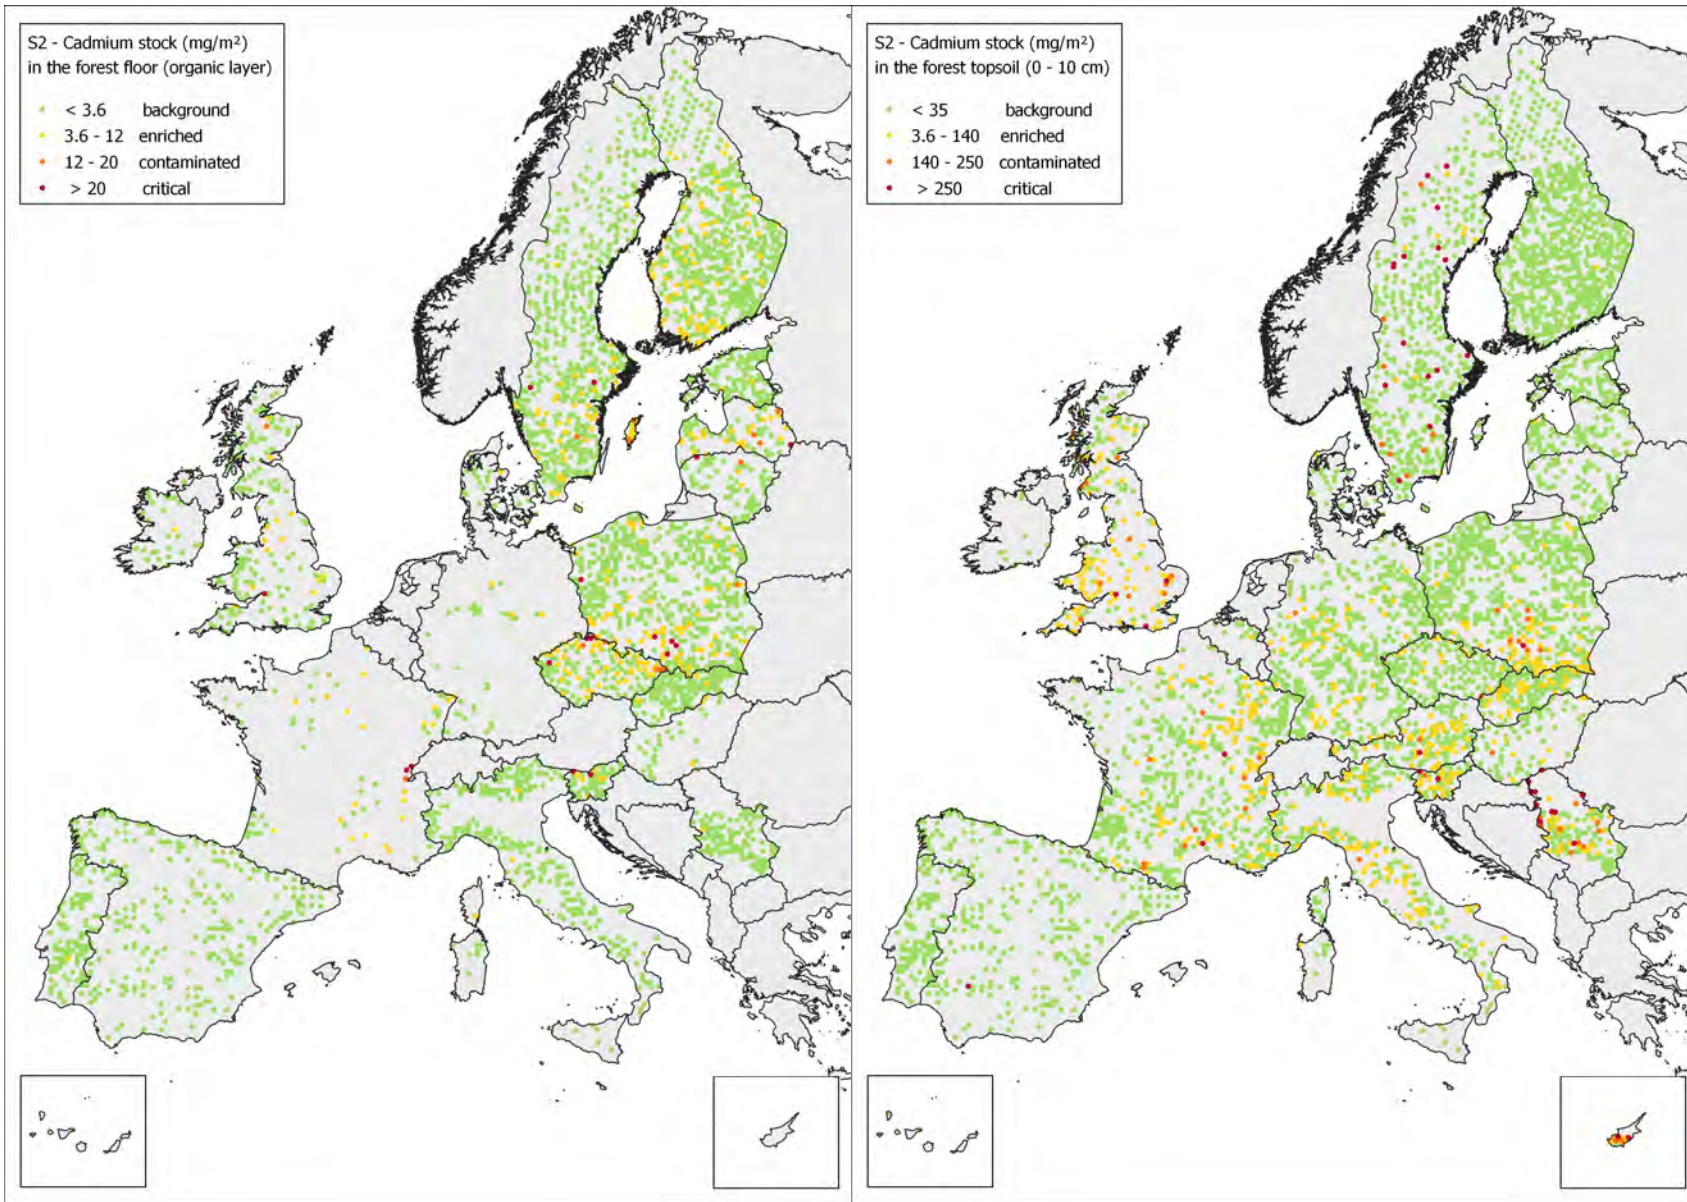 S2 - Cadmium stock (mg/m²)
in the forest floor (organic layer)
< 3.6 background
3.6 - 12 enriched
12 - 20 contaminated
> 20 critical
S2 - Cadmium stock (mg/m²)
in the forest topsoil (0 - 10 cm)
< 35 background
3.6 - 140 enriched
140 - 250 contaminated
> 250 critical